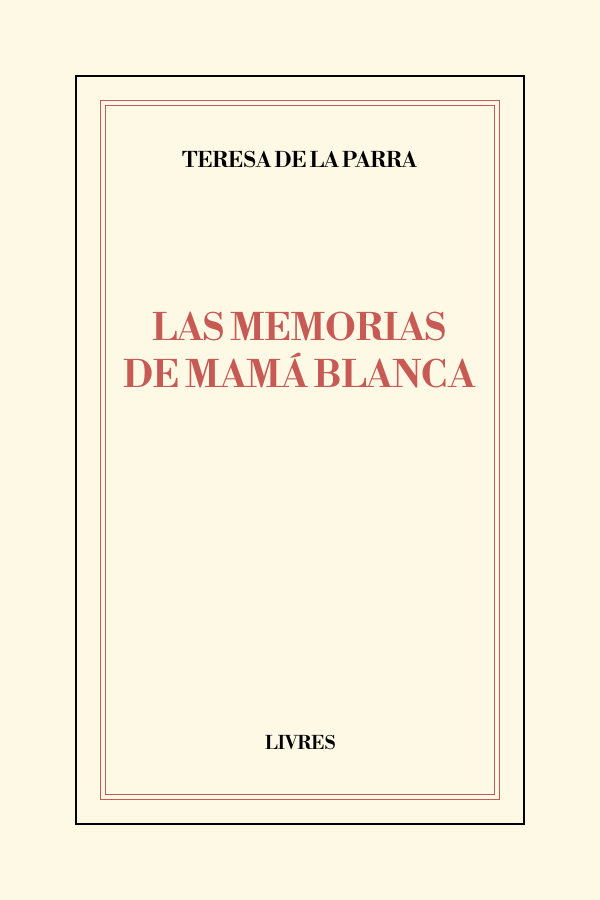 TERESA DE LA PARRA
LAS MEMORIAS
DE MAMÁ BLANCA
LIVRES